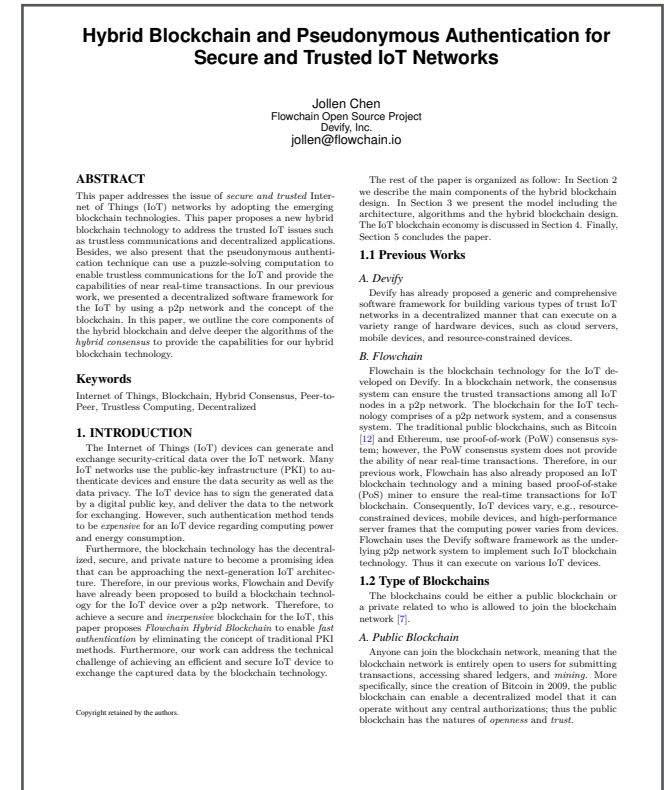 Hybrid Blockchain and Pseudonymous Authentication for
Secure and Trusted IoT Networks
Jollen Chen
Flowchain Open Source Project
Devify, Inc.
jollen@flowchain.io
ABSTRACT
This paper addresses the issue of secure and trusted Inter-
net of Things (IoT) networks by adopting the emerging
blockchain technologies. This paper proposes a new hybrid
blockchain technology to address the trusted IoT issues such
as trustless communications and decentralized applications.
Besides, we also present that the pseudonymous authenti-
cation technique can use a puzzle-solving computation to
enable trustless communications for the IoT and provide the
capabilities of near real-time transactions. In our previous
work, we presented a decentralized software framework for
the IoT by using a p2p network and the concept of the
blockchain. In this paper, we outline the core components of
the hybrid blockchain and delve deeper the algorithms of the
hybrid consensus to provide the capabilities for our hybrid
blockchain technology.
Keywords
Internet of Things, Blockchain, Hybrid Consensus, Peer-to-
Peer, Trustless Computing, Decentralized
1. INTRODUCTION
The Internet of Things (IoT) devices can generate and
exchange security-critical data over the IoT network. Many
IoT networks use the public-key infrastructure (PKI) to au-
thenticate devices and ensure the data security as well as the
data privacy. The IoT device has to sign the generated data
by a digital public key, and deliver the data to the network
for exchanging. However, such authentication method tends
to be expensive for an IoT device regarding computing power
and energy consumption.
Furthermore, the blockchain technology has the decentral-
ized, secure, and private nature to become a promising idea
that can be approaching the next-generation IoT architec-
ture. Therefore, in our previous works, Flowchain and Devify
have already been proposed to build a blockchain technol-
ogy for the IoT device over a p2p network. Therefore, to
achieve a secure and inexpensive blockchain for the IoT, this
paper proposes Flowchain Hybrid Blockchain to enable fast
authentication by eliminating the concept of traditional PKI
methods. Furthermore, our work can address the technical
challenge of achieving an efficient and secure IoT device to
exchange the captured data by the blockchain technology.
Copyright retained by the authors.
The rest of the paper is organized as follow: In Section 2
we describe the main components of the hybrid blockchain
design. In Section 3 we present the model including the
architecture, algorithms and the hybrid blockchain design.
The IoT blockchain economy is discussed in Section 4. Finally,
Section 5 concludes the paper.
1.1 Previous Works
A. Devify
Devify has already proposed a generic and comprehensive
software framework for building various types of trust IoT
networks in a decentralized manner that can execute on a
variety range of hardware devices, such as cloud servers,
mobile devices, and resource-constrained devices.
B. Flowchain
Flowchain is the blockchain technology for the IoT de-
veloped on Devify. In a blockchain network, the consensus
system can ensure the trusted transactions among all IoT
nodes in a p2p network. The blockchain for the IoT tech-
nology comprises of a p2p network system, and a consensus
system. The traditional public blockchains, such as Bitcoin
[12] and Ethereum, use proof-of-work (PoW) consensus sys-
tem; however, the PoW consensus system does not provide
the ability of near real-time transactions. Therefore, in our
previous work, Flowchain has also already proposed an IoT
blockchain technology and a mining based proof-of-stake
(PoS) miner to ensure the real-time transactions for IoT
blockchain. Consequently, IoT devices vary, e.g., resource-
constrained devices, mobile devices, and high-performance
server frames that the computing power varies from devices.
Flowchain uses the Devify software framework as the under-
lying p2p network system to implement such IoT blockchain
technology. Thus it can execute on various IoT devices.
1.2 Type of Blockchains
The blockchains could be either a public blockchain or
a private related to who is allowed to join the blockchain
network [7].
A. Public Blockchain
Anyone can join the blockchain network, meaning that the
blockchain network is entirely open to users for submitting
transactions, accessing shared ledgers, and mining. More
specifically, since the creation of Bitcoin in 2009, the public
blockchain can enable a decentralized model that it can
operate without any central authorizations; thus the public
blockchain has the natures of openness and trust.